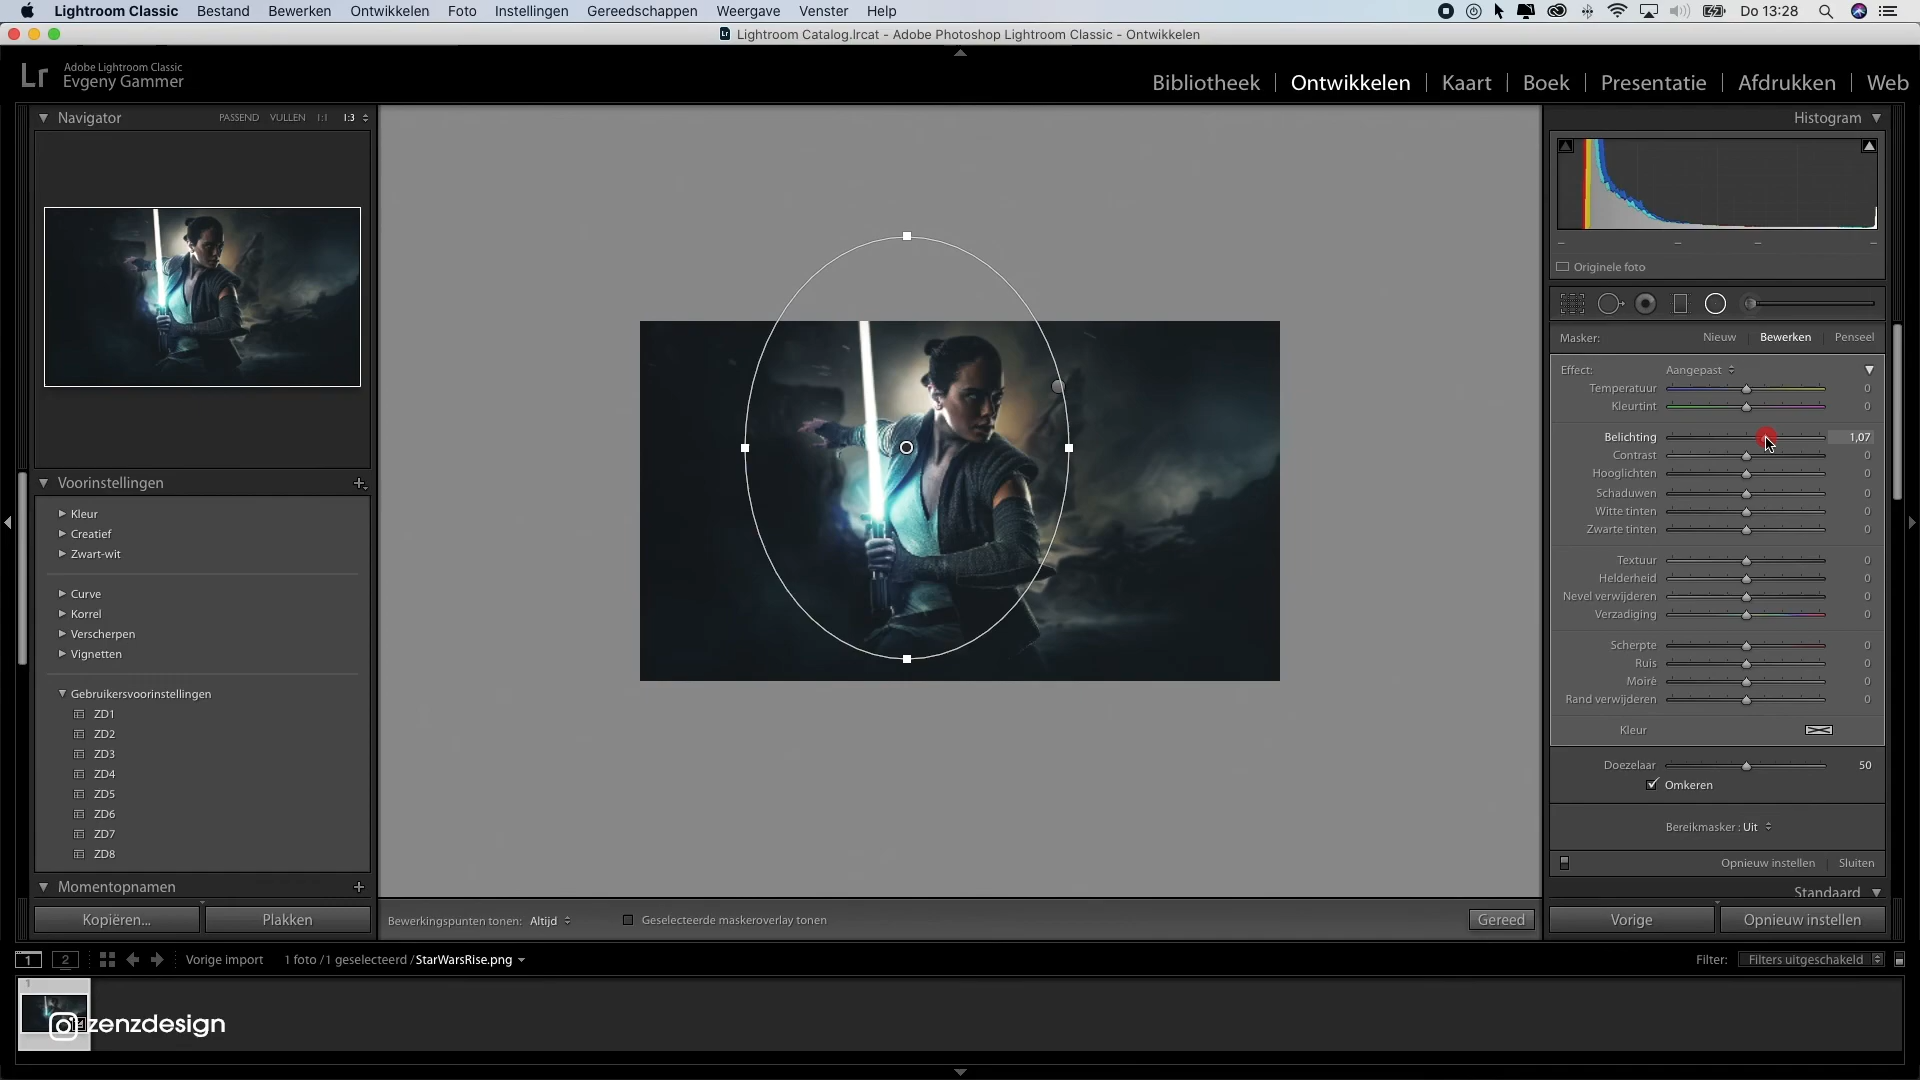 Lightroom Classic Bestand Bewerken Ontwikkelen Foto Instellingen Gereedschappen Weergave Venster Help Do 13:28
Lightroom Catalog.lrcat - Adobe Photoshop Lightroom Classic - Ontwikkelen
Lr Adobe Lightroom Classic
Evgeny Gammer
Bibliotheek | Ontwikkelen | Kaart | Boek | Presentatie | Afdrukken | Web
Navigator PASSEND VULLEN 1:1 1:3
Voorinstellingen
Kleur
Creatief
Zwart-wit
Curve
Korrel
Verscherpen
Vignetten
Gebruikersvoorinstellingen
ZD1
ZD2
ZD3
ZD4
ZD5
ZD6
ZD7
ZD8
Momentopnamen
Kopiëren... Plakken
Bewerkingspunten tonen: Altijd Geselecteerde maskeroverlay tonen Gereed
Histogram
Originele foto
Masker: Nieuw Bewerken Penseel
Effect: Aangepast
Temperatuur 0
Kleurtint 0
Belichting 1,07
Contrast 0
Hooglichten 0
Schaduwen 0
Witte tinten 0
Zwarte tinten 0
Textuur 0
Helderheid 0
Nevel verwijderen 0
Verzadiging 0
Scherpte 0
Ruis 0
Moiré 0
Rand verwijderen 0
Kleur
Doezelaar 50
Omkeren
Bereikmasker : Uit
Opnieuw instellen Sluiten
Standaard
Vorige Opnieuw instellen
1 2 Vorige import 1 foto /1 geselecteerd /StarWarsRise.png Filter: Filters uitgeschakeld
1
zenzdesign